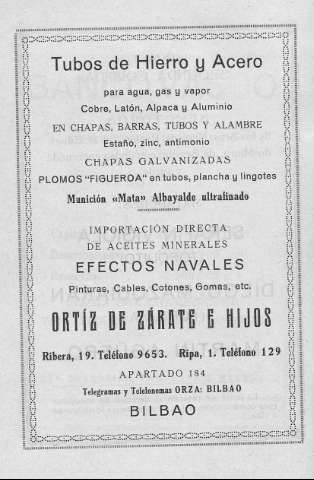 Tubos de Hierro y Acero
para agua, gas y vapor
Cobre, Latón, Alpaca y Aluminio
EN CHAPAS, BARRAS, TUBOS Y ALAMBRE
Estaño, zinc, antimonio
CHAPAS GALVANIZADAS
PLOMOS "FIGUEROA" en tubos, plancha y lingotes
Munición «Mata» Albayalde ultrafinado
IMPORTACIÓN DIRECTA
DE ACEITES MINERALES
EFECTOS NAVALES
Pinturas, Cables, Cotones, Gomas, etc.
ORTÍZ DE ZÁRATE E HIJOS
Ribera, 19. Teléfono 9653. Ripa, 1. Teléfono 129
APARTADO 184
Telegramas y Telefonemas ORZA: BILBAO
BILBAO